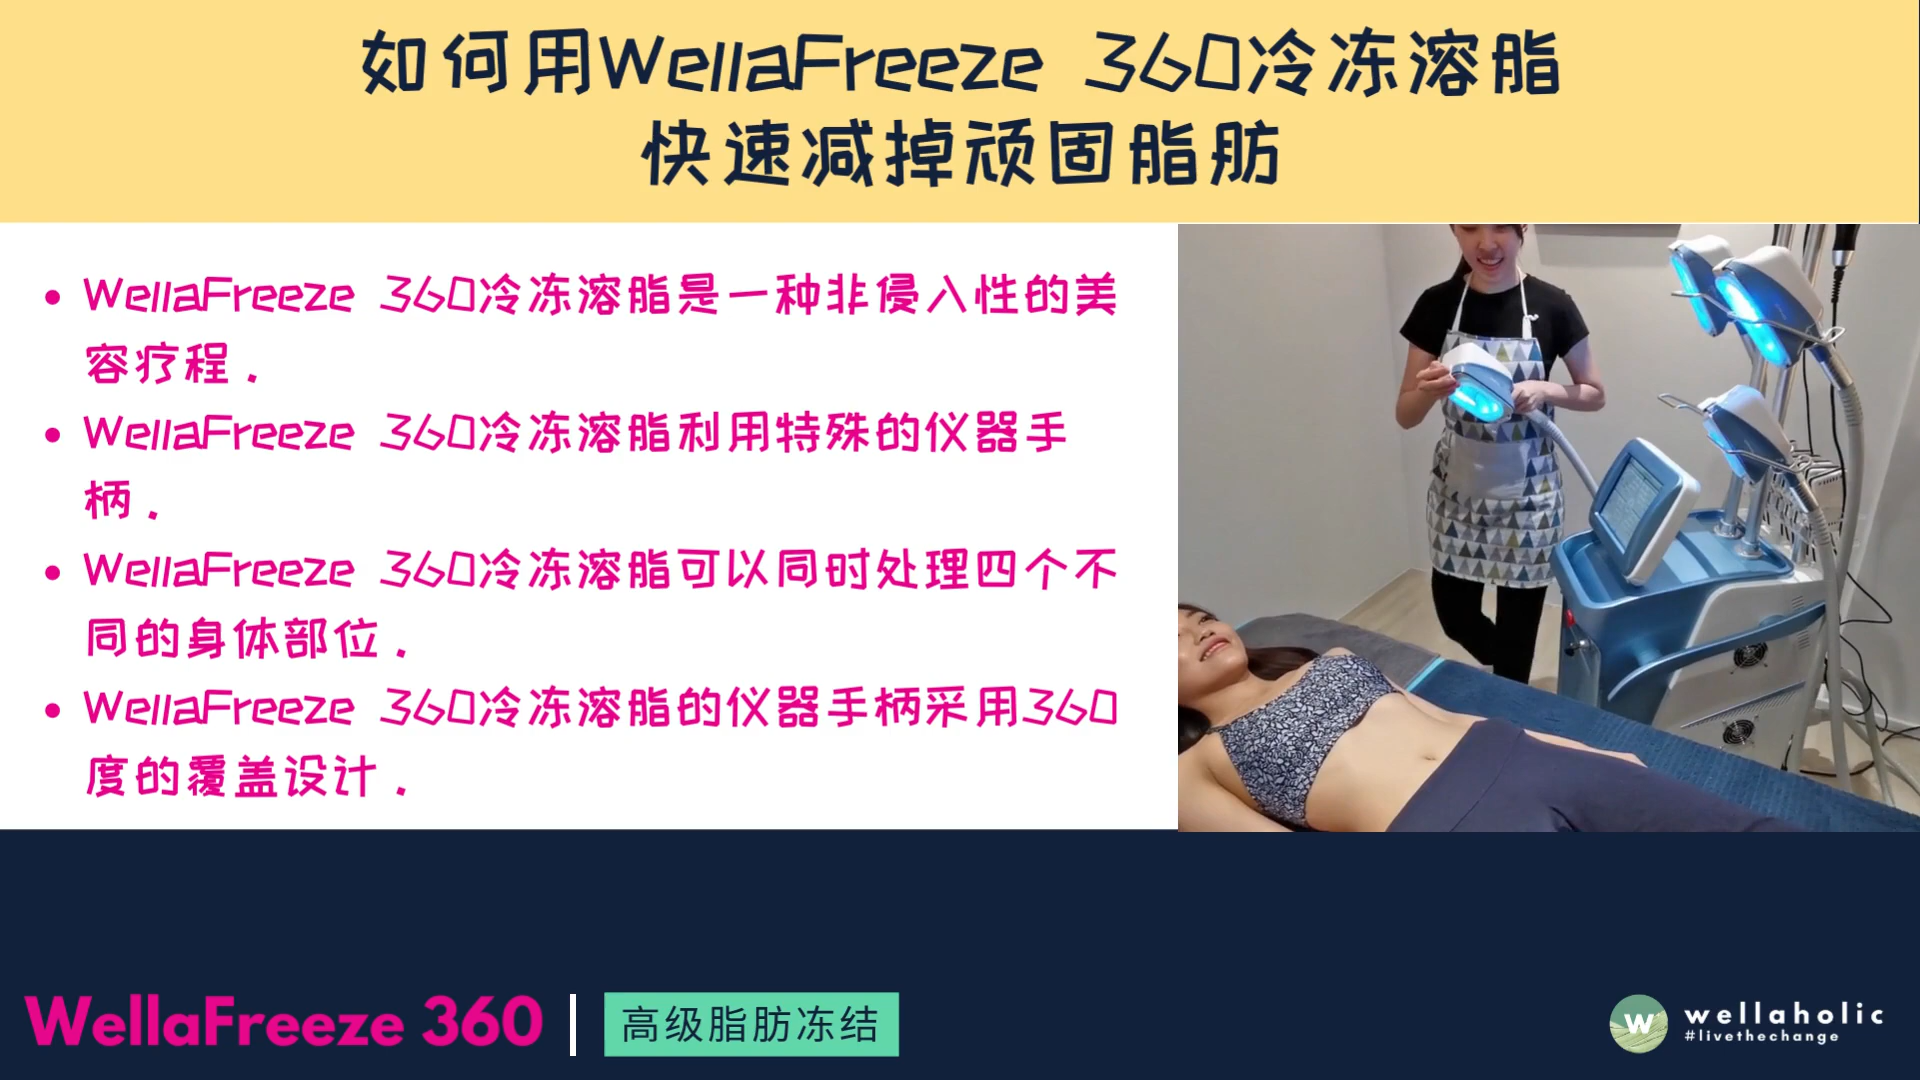 如何用WellaFreeze 360冷冻溶脂
快速减掉顽固脂肪
• WellaFreeze 360冷冻溶脂是一种非侵入性的美
容疗程.
• WellaFreeze 360冷冻溶脂利用特殊的仪器手
柄.
• WellaFreeze 360冷冻溶脂可以同时处理四个不
同的身体部位.
• WellaFreeze 360冷冻溶脂的仪器手柄采用360
度的覆盖设计.
WellaFreeze 360 | 高级脂肪冻结
W wellaholic
#livethechange